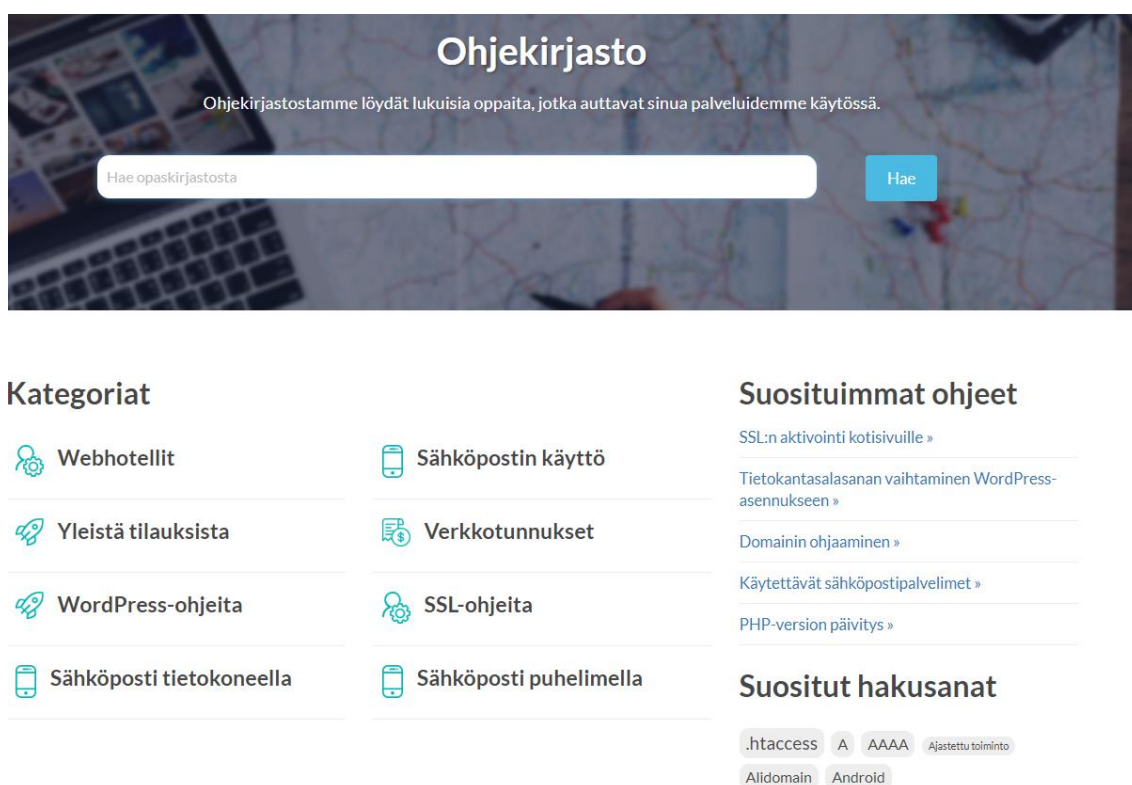 Ohjekirjasto
Ohjekirjastostamme löydät lukuisia oppaita, jotka auttavat sinua palveluidemme käytössä.
Hae opaskirjastosta
Hae
Kategoriat
Webhotellit
Sähköpostin käyttö
Yleistä tilauksista
Verkkotunnukset
WordPress-ohjeita
SSL-ohjeita
Sähköposti tietokoneella
Sähköposti puhelimella
Suosituimmat ohjeet
SSL:n aktivointi kotisivuille »
Tietokantasalasanan vaihtaminen WordPress-
asennukseen »
Domainin ohjaaminen »
Käytettävät sähköpostipalvelimet »
PHP-version päivitys »
Suositut hakusanat
.htaccess A AAAA Ajastettu toiminto
Alidomain Android